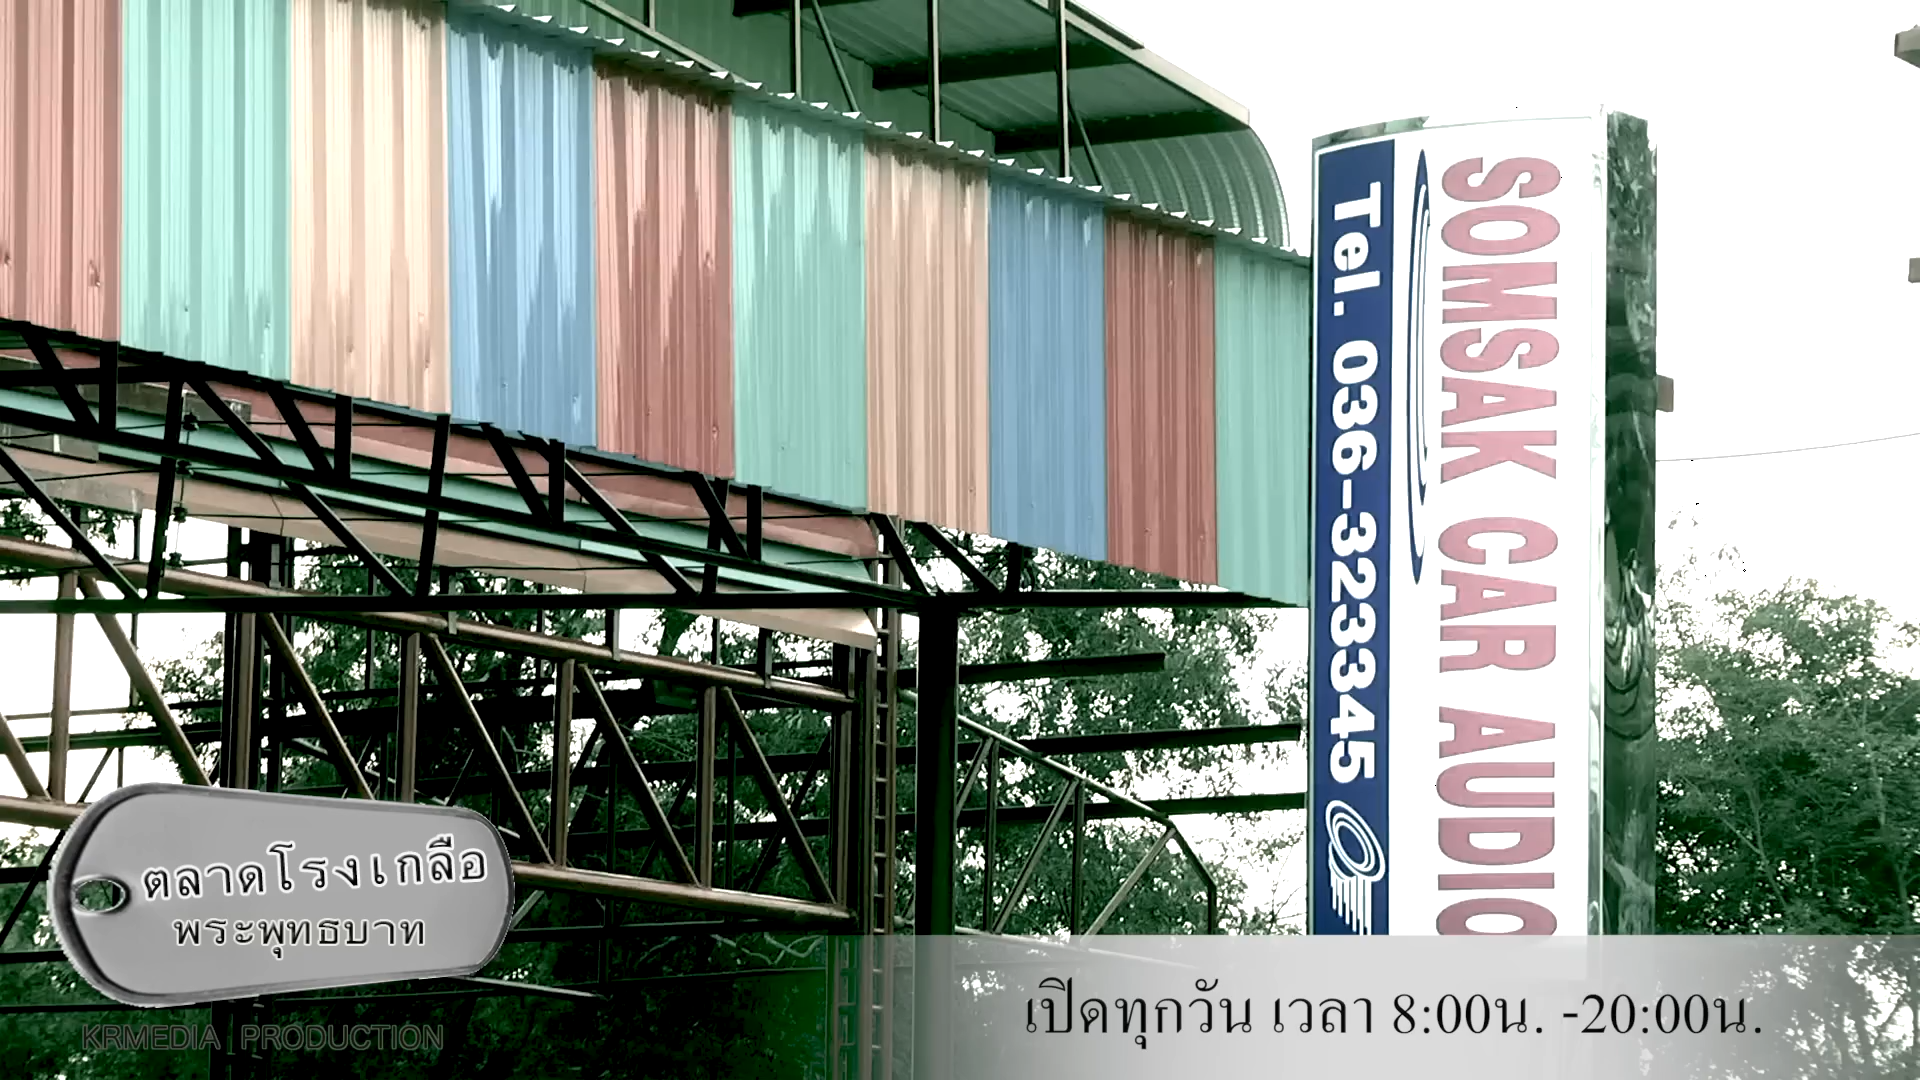 Tel. 036-323345
SOMSAK CAR AUDIO
ตลาดโรงเกลือ
พระพุทธบาท
KRMEDIA PRODUCTION
เปิดทุกวัน เวลา 8:00น. -20:00น.